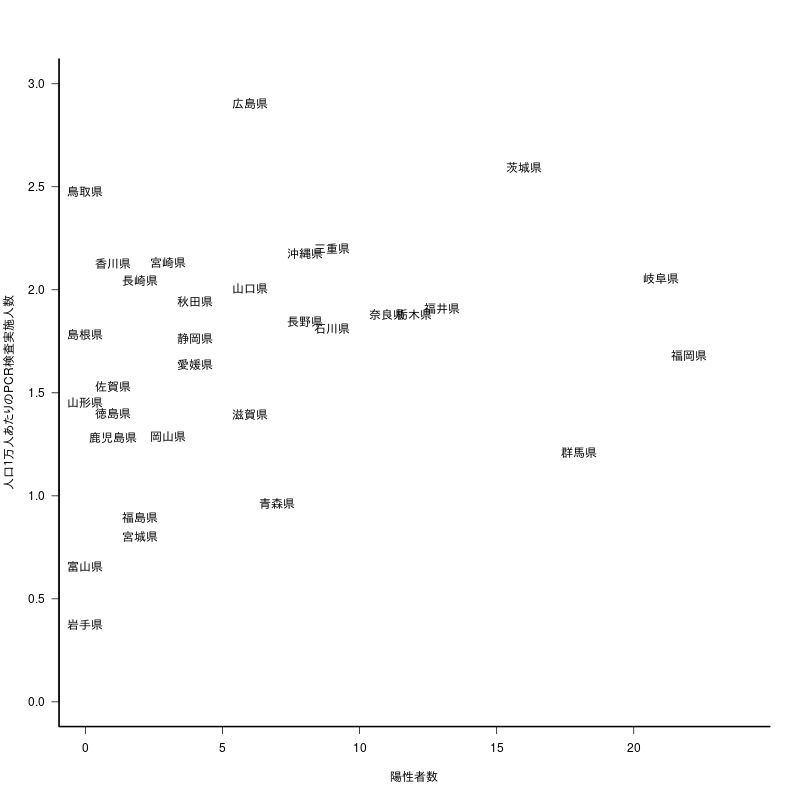 3.0
広島県
茨城県
2.5
鳥取県
三重県
沖縄県
香川県
宮崎県
長崎県
岐阜県
2.0
山口県
秋田県
福井県
奈良県
栃木県
長野県
石川県
島根県
静岡県
福岡県
愛媛県
佐賀県
1.5
山形県
徳島県
滋賀県
鹿児島県
岡山県
群馬県
1.0
青森県
福島県
宮城県
富山県
0.5
岩手県
0.0
人口1万人あたりのPCR検査実施人数
0
5
10
15
20
陽性者数